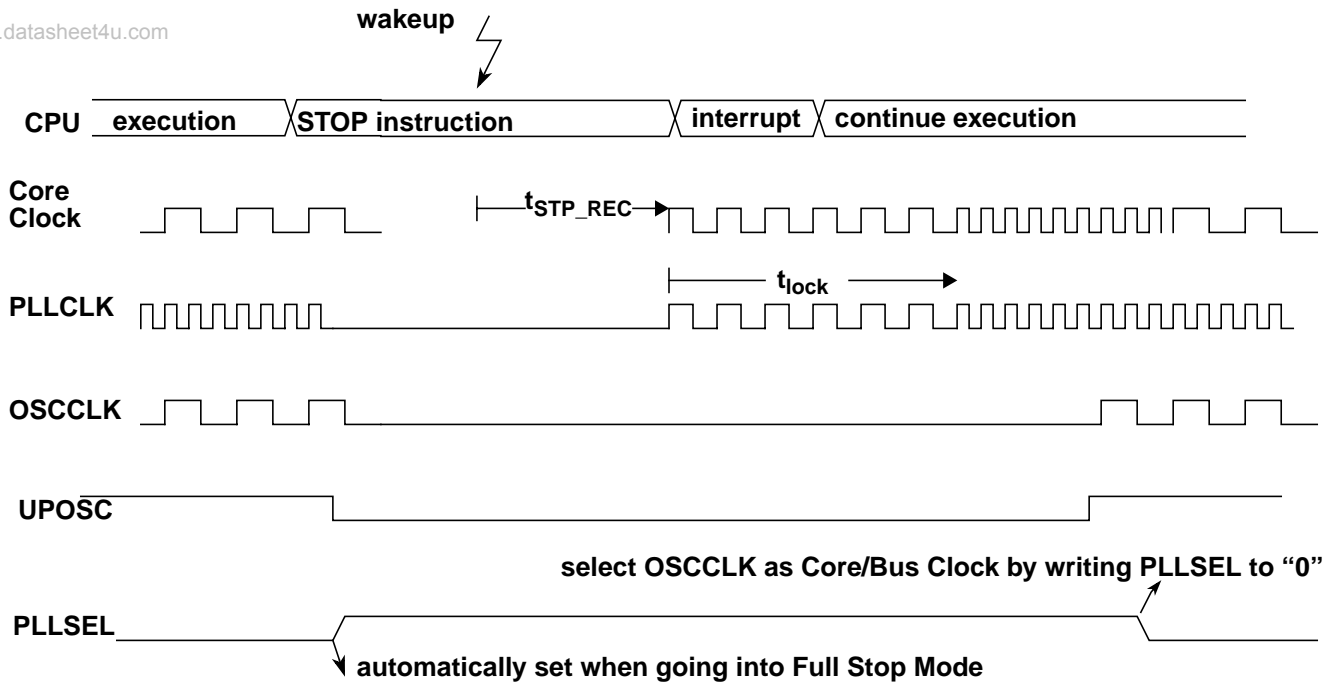 wakeup
.datasheet4u.com
CPU execution STOP instruction interrupt continue execution
Core
Clock
tSTP_REC
tlock
PLLCLK
OSCCLK
UPOSC
select OSCCLK as Core/Bus Clock by writing PLLSEL to “0”
PLLSEL
automatically set when going into Full Stop Mode